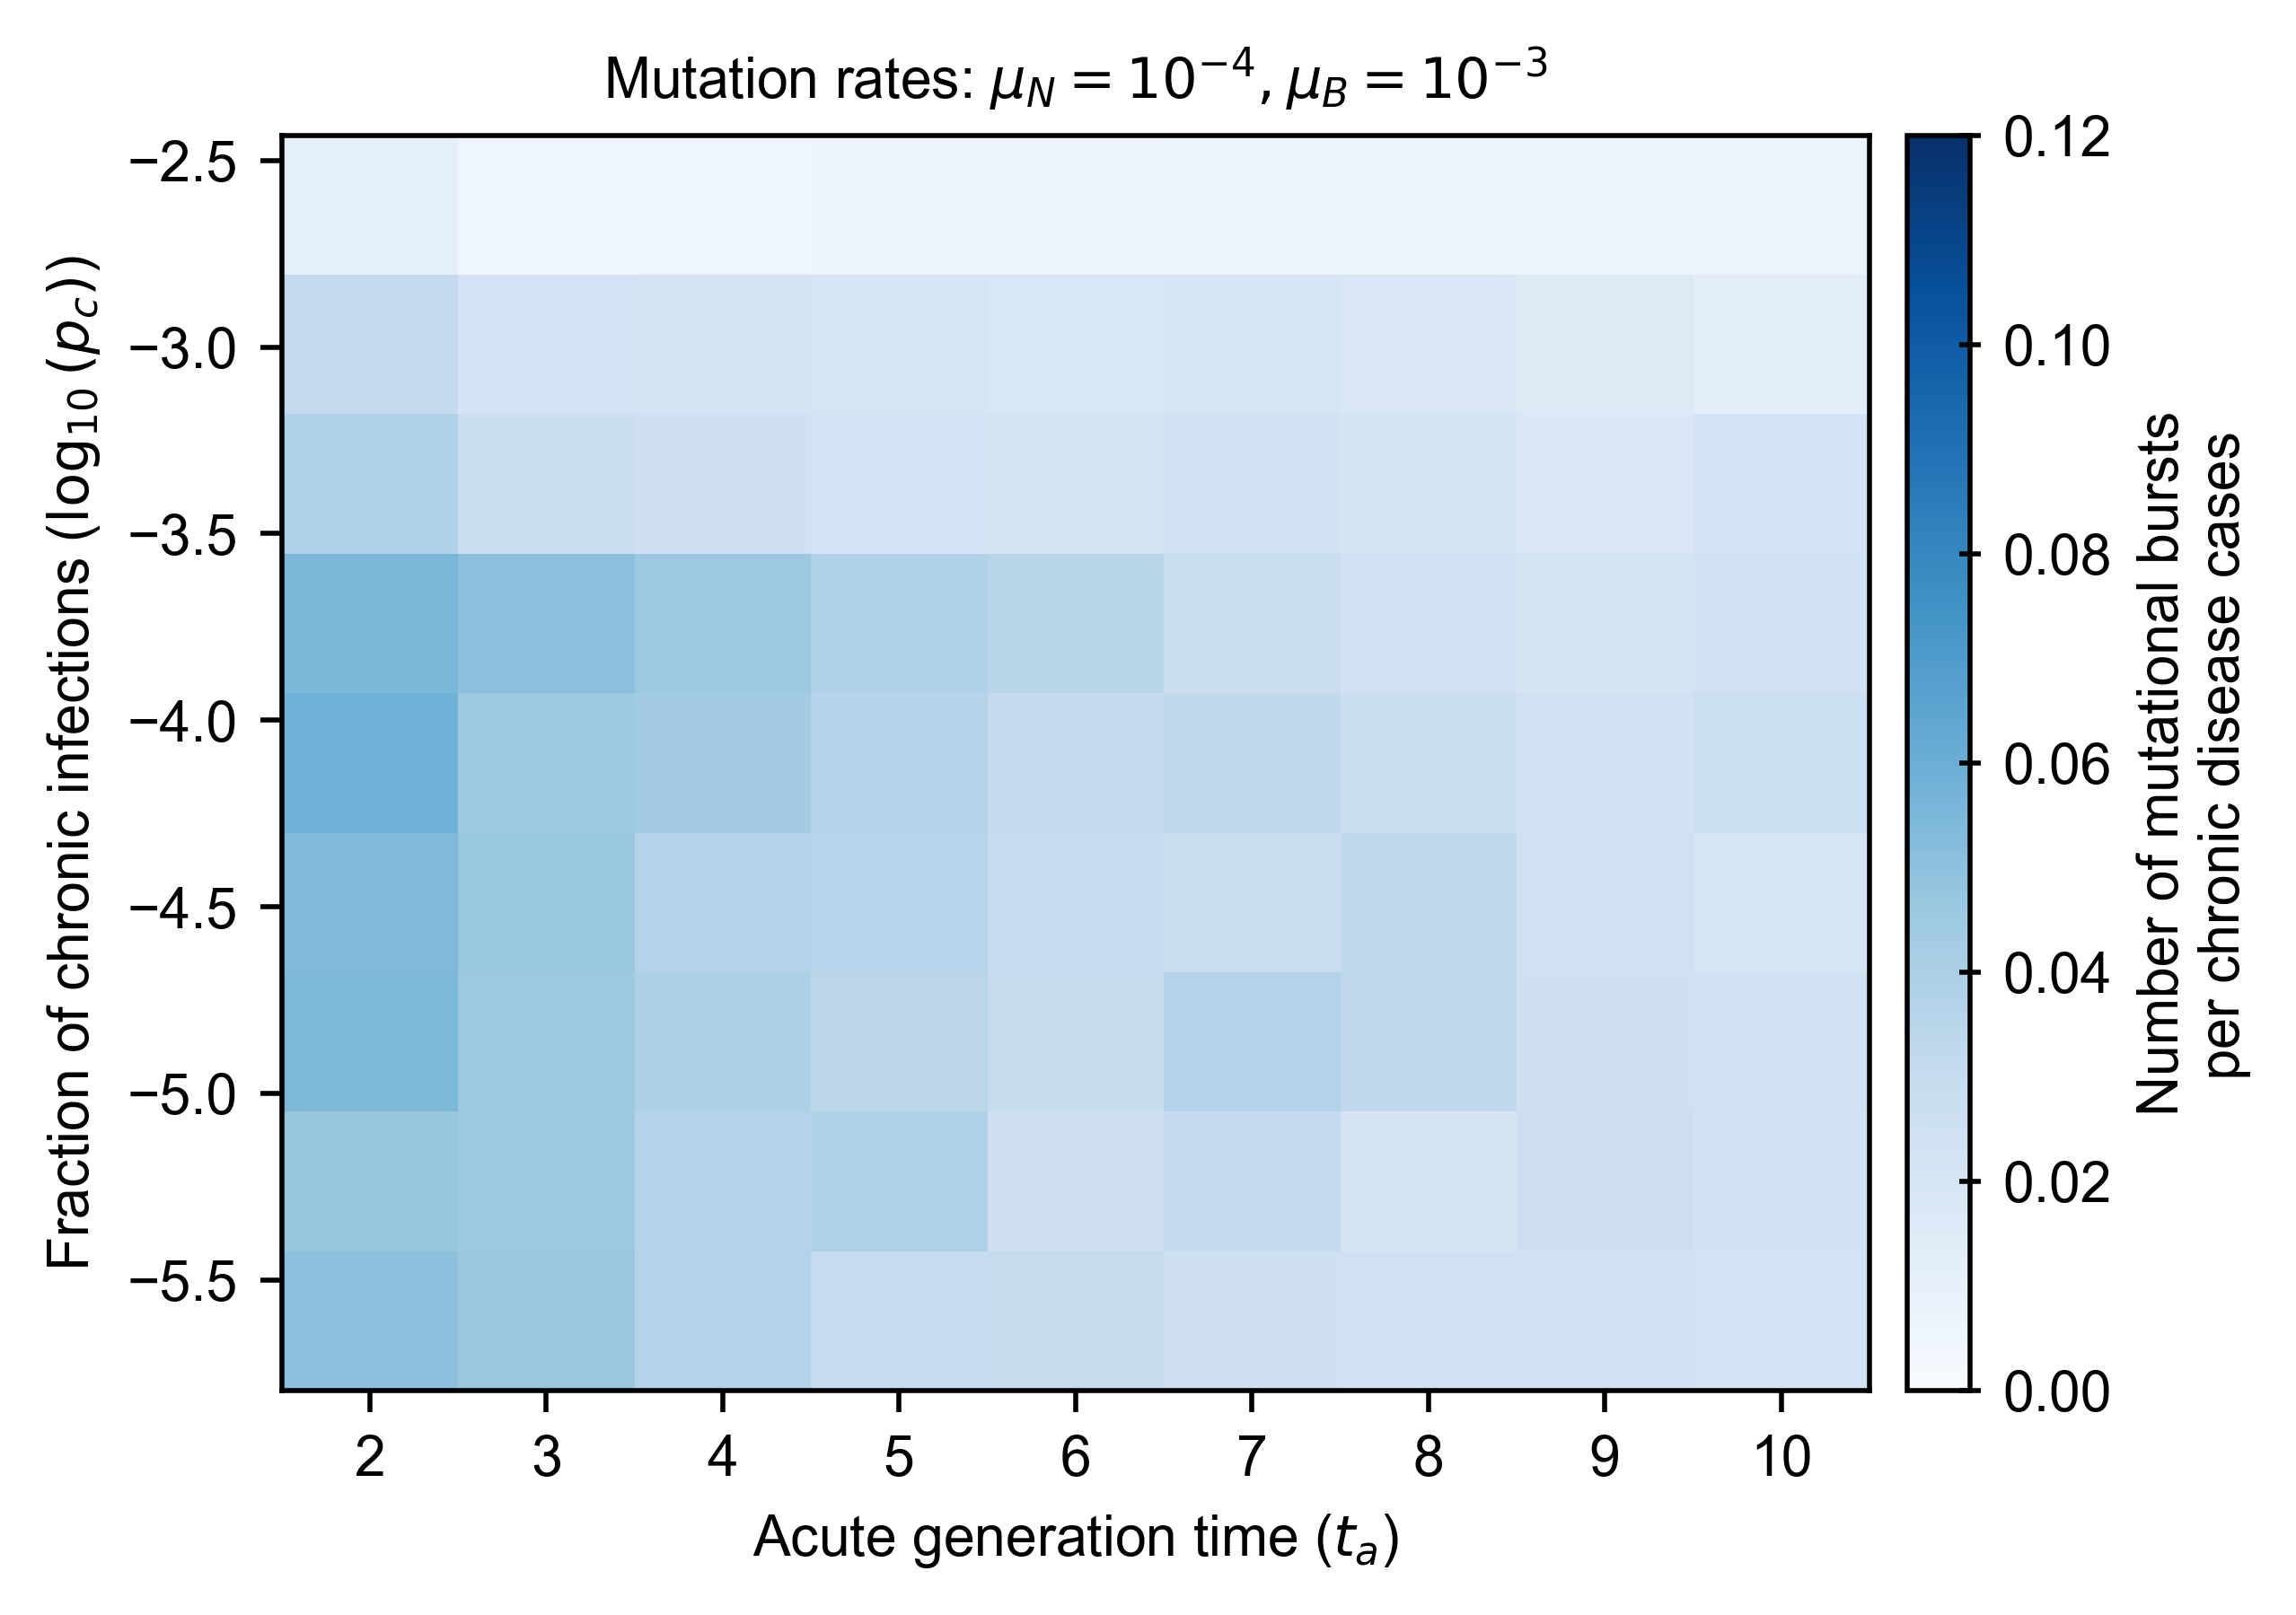 Mutation rates: μ_N = 10⁻⁴, μ_B = 10⁻³
Fraction of chronic infections (log₁₀(p_c))
−2.5
−3.0
−3.5
−4.0
−4.5
−5.0
−5.5
2 3 4 5 6 7 8 9 10
Acute generation time (t_a)
0.12
0.10
0.08
0.06
0.04
0.02
0.00
Number of mutational bursts
per chronic disease cases